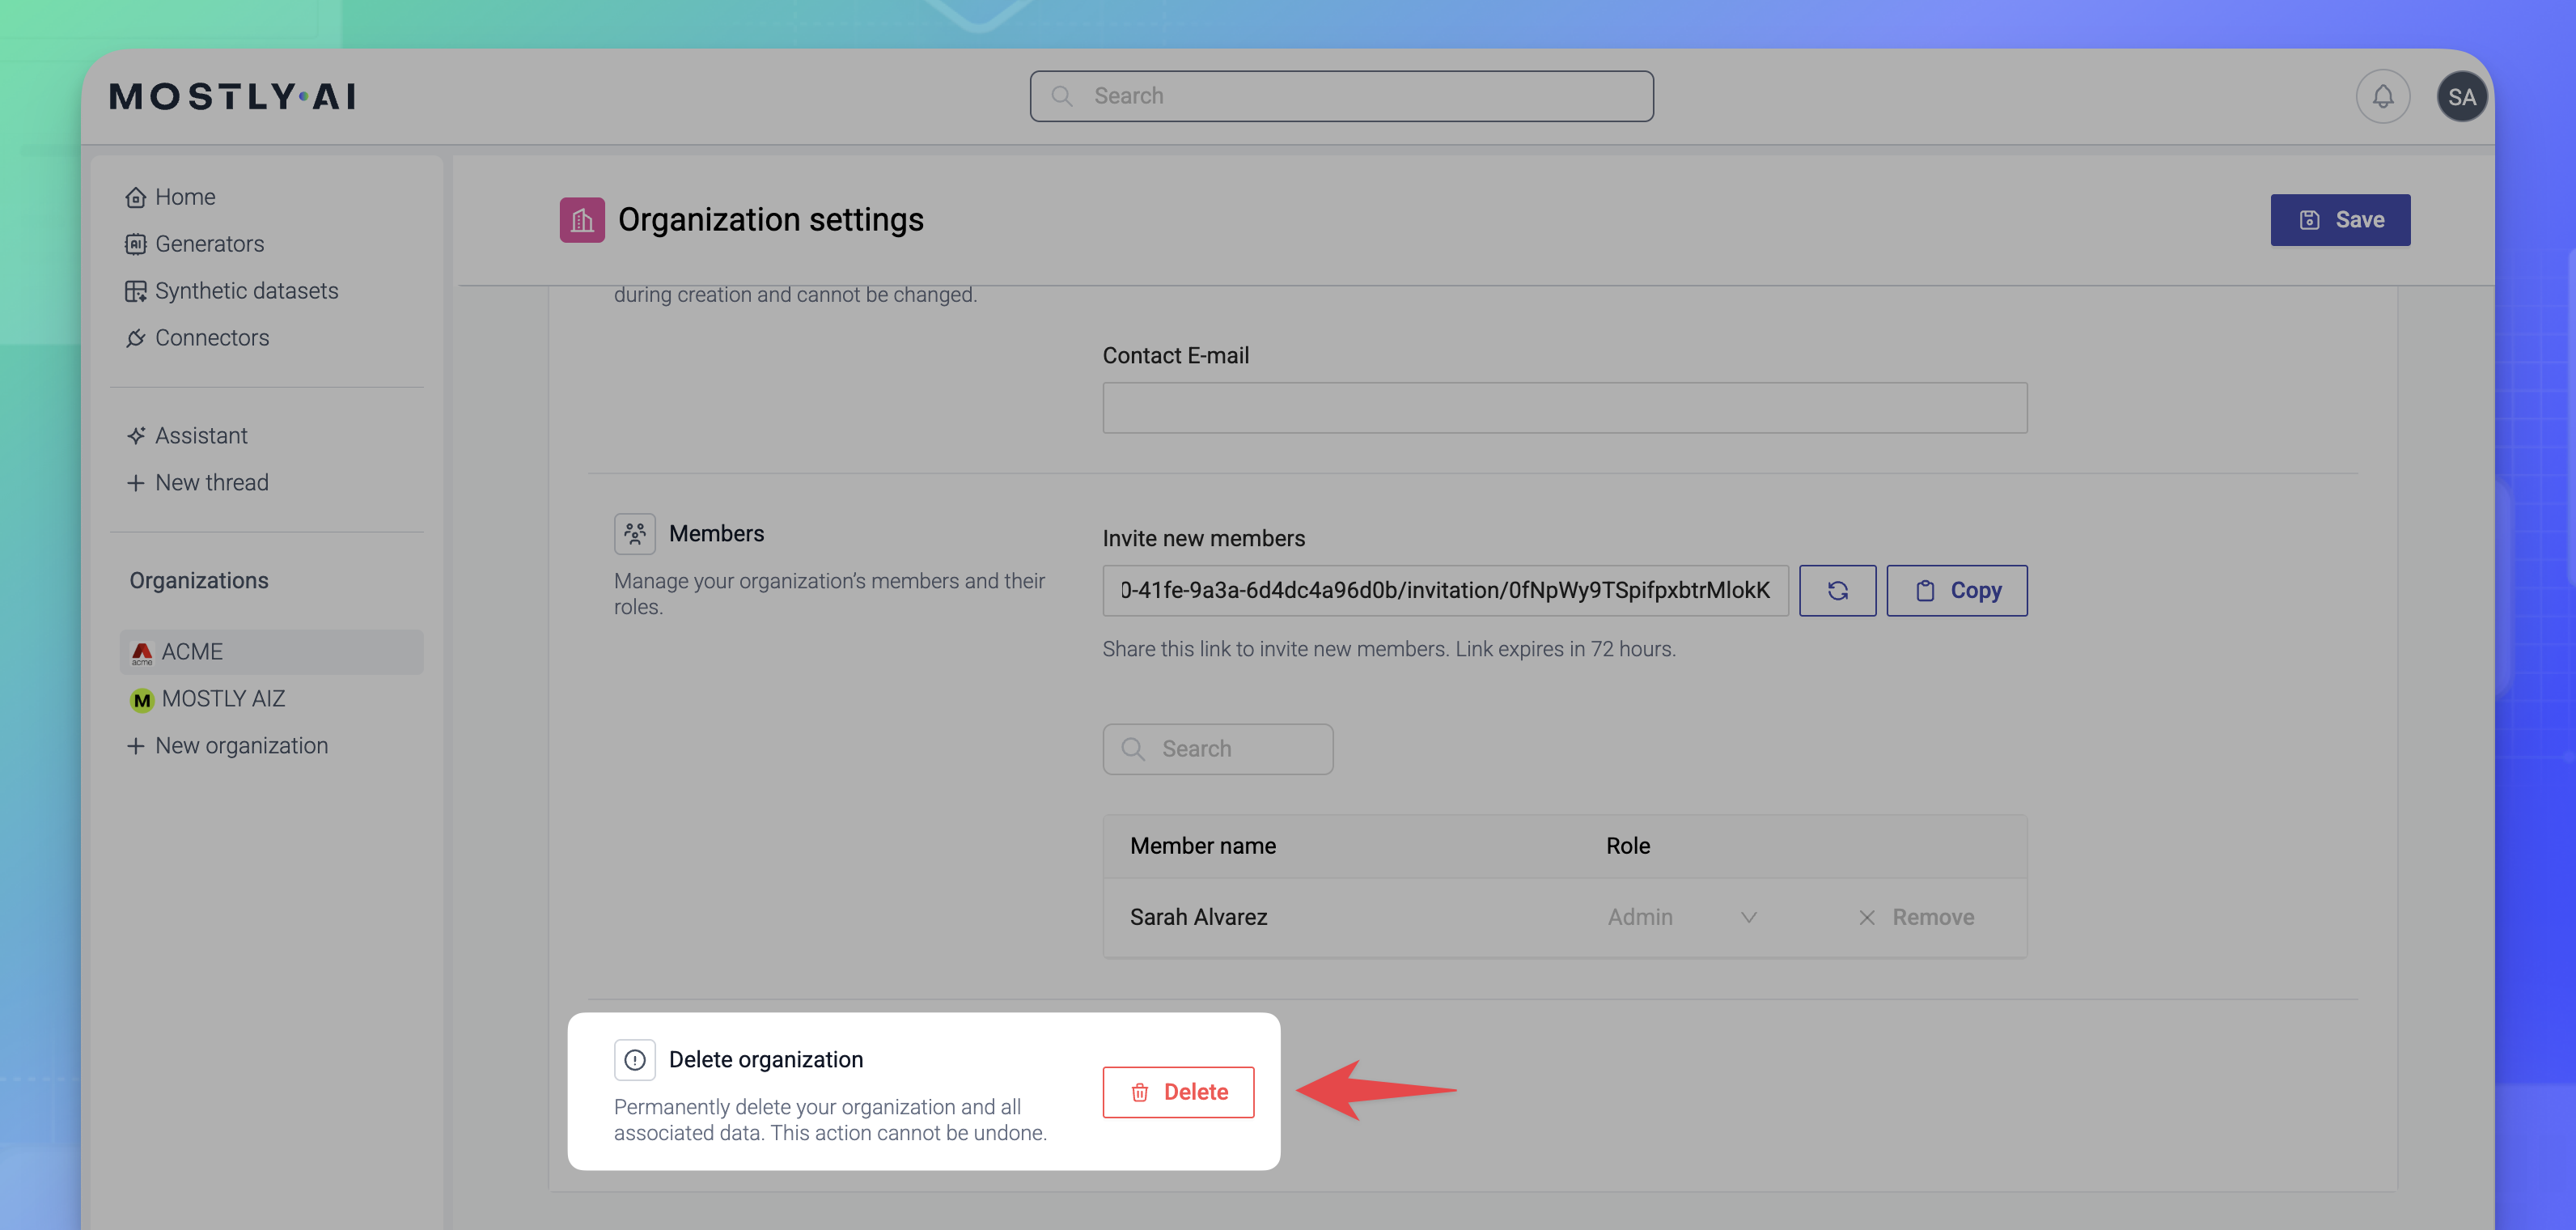 MOSTLY·AI
Search
SA
Home
Generators
Synthetic datasets
Connectors
Assistant
New thread
Organizations
acme
ACME
M MOSTLY AIZ
New organization
Organization settings
Save
during creation and cannot be changed.
Contact E-mail
Members
Manage your organization's members and their
roles.
Invite new members
0-41fe-9a3a-6d4dc4a96d0b/invitation/0fNpWy9TSpifpxbtrMlokK
Copy
Share this link to invite new members. Link expires in 72 hours.
Search
Member name Role
Sarah Alvarez Admin Remove
Delete organization
Permanently delete your organization and all
associated data. This action cannot be undone.
Delete